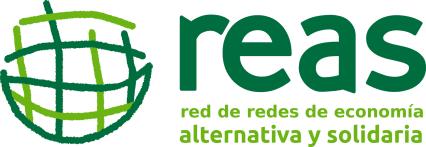 reas
red de redes de economía
alternativa y solidaria